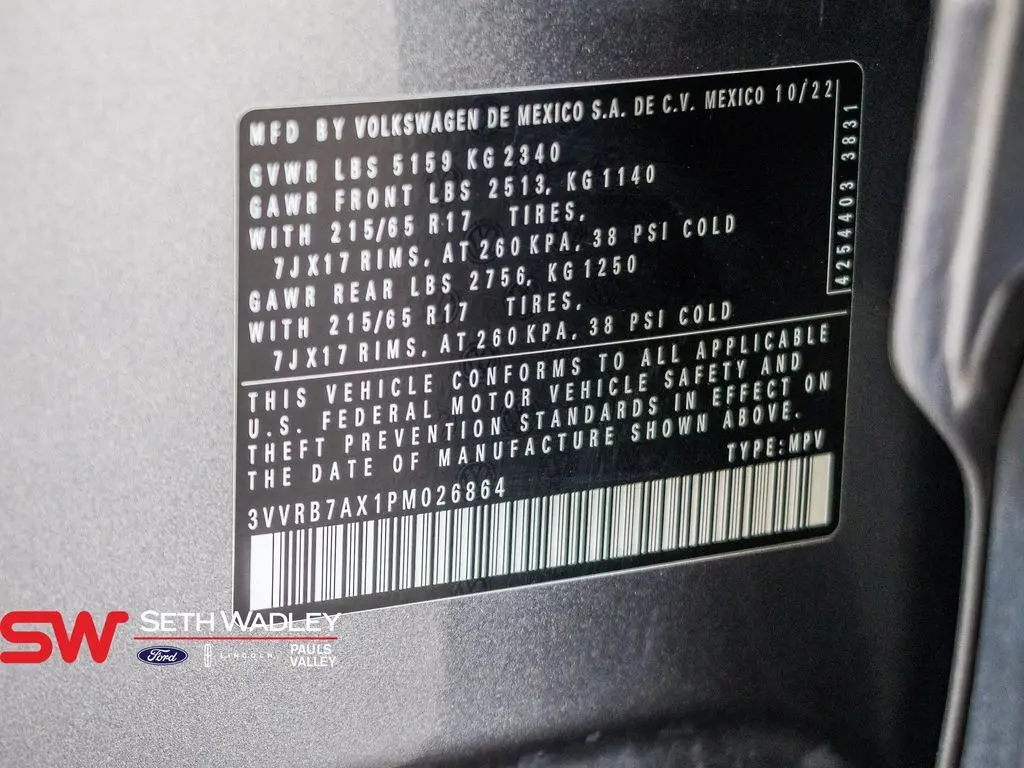 MFD BY VOLKSWAGEN DE MEXICO S.A. DE C.V. MEXICO 10/22
GVWR LBS 5159 KG 2340
GAWR FRONT LBS 2513, KG 1140
WITH 215/65 R17 TIRES,
7JX17 RIMS, AT 260 KPA, 38 PSI COLD
GAWR REAR LBS 2756, KG 1250
WITH 215/65 R17 TIRES,
7JX17 RIMS, AT 260 KPA, 38 PSI COLD
4254403 3831
THIS VEHICLE CONFORMS TO ALL APPLICABLE
U.S. FEDERAL MOTOR VEHICLE SAFETY AND
THEFT PREVENTION STANDARDS IN EFFECT ON
THE DATE OF MANUFACTURE SHOWN ABOVE.
TYPE:MPV
3VVRB7AX1PM026864
SW SETH WADLEY
Ford LINCOLN PAULS
VALLEY